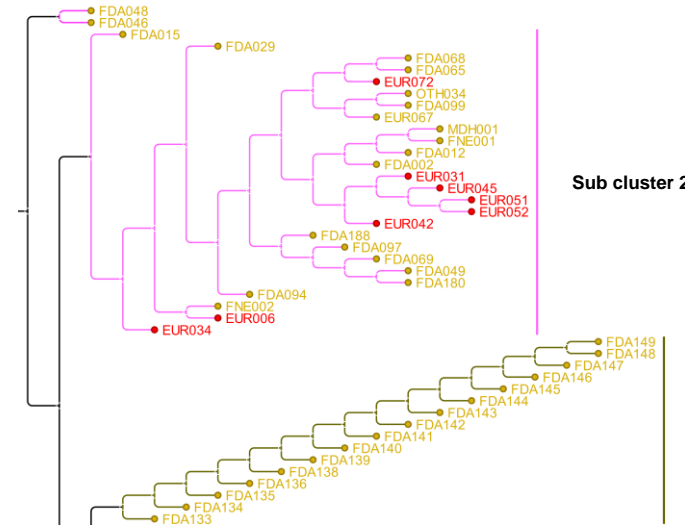 FDA048
FDA046
FDA015
FDA029
FDA068
FDA065
EUR072
OTH034
FDA099
EUR067
MDH001
FNE001
FDA012
FDA002
EUR031
Sub cluster 2
EUR045
EUR051
EUR052
EUR042
FDA188
FDA097
FDA069
FDA049
FDA180
FDA094
FNE002
EUR006
EUR034
FDA149
FDA148
FDA147
FDA146
FDA145
FDA144
FDA143
FDA142
FDA141
FDA140
FDA139
FDA138
FDA136
FDA135
FDA134
FDA133